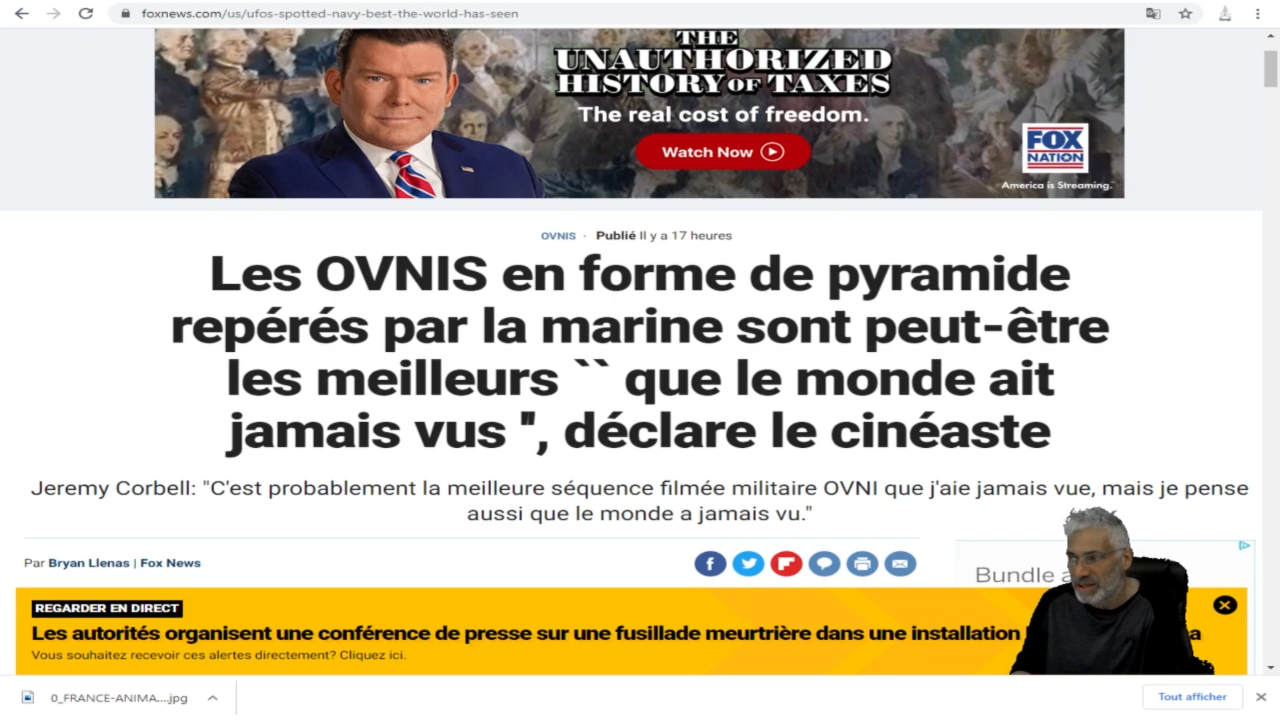 foxnews.com/us/ufos-spotted-navy-best-the-world-has-seen
THE
UNAUTHORIZED
HISTORY OF TAXES
The real cost of freedom.
Watch Now
FOX
NATION
America is Streaming.
OVNIS · Publié Il y a 17 heures
Les OVNIS en forme de pyramide
repérés par la marine sont peut-être
les meilleurs `` que le monde ait
jamais vus '', déclare le cinéaste
Jeremy Corbell: "C'est probablement la meilleure séquence filmée militaire OVNI que j'aie jamais vue, mais je pense
aussi que le monde a jamais vu."
Par Bryan Llenas | Fox News
Bundle a
REGARDER EN DIRECT
Les autorités organisent une conférence de presse sur une fusillade meurtrière dans une installation
Vous souhaitez recevoir ces alertes directement? Cliquez ici.
0_FRANCE-ANIMA....jpg
Tout afficher